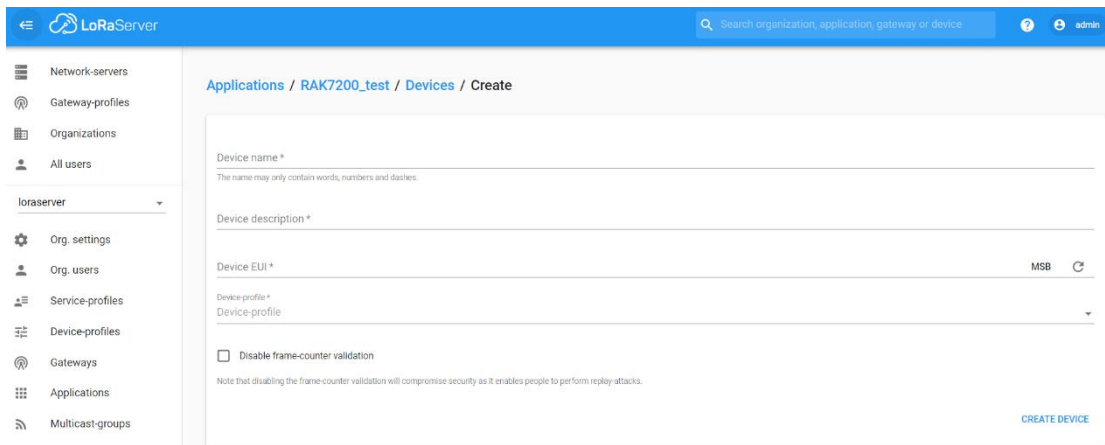 LoRaServer
Search organization, application, gateway or device
? admin
Network-servers
Gateway-profiles
Organizations
All users
loraserver
Org. settings
Org. users
Service-profiles
Device-profiles
Gateways
Applications
Multicast-groups
Applications / RAK7200_test / Devices / Create
Device name *
The name may only contain words, numbers and dashes.
Device description *
Device EUI * MSB
Device-profile *
Device-profile
Disable frame-counter validation
Note that disabling the frame-counter validation will compromise security as it enables people to perform replay-attacks.
CREATE DEVICE